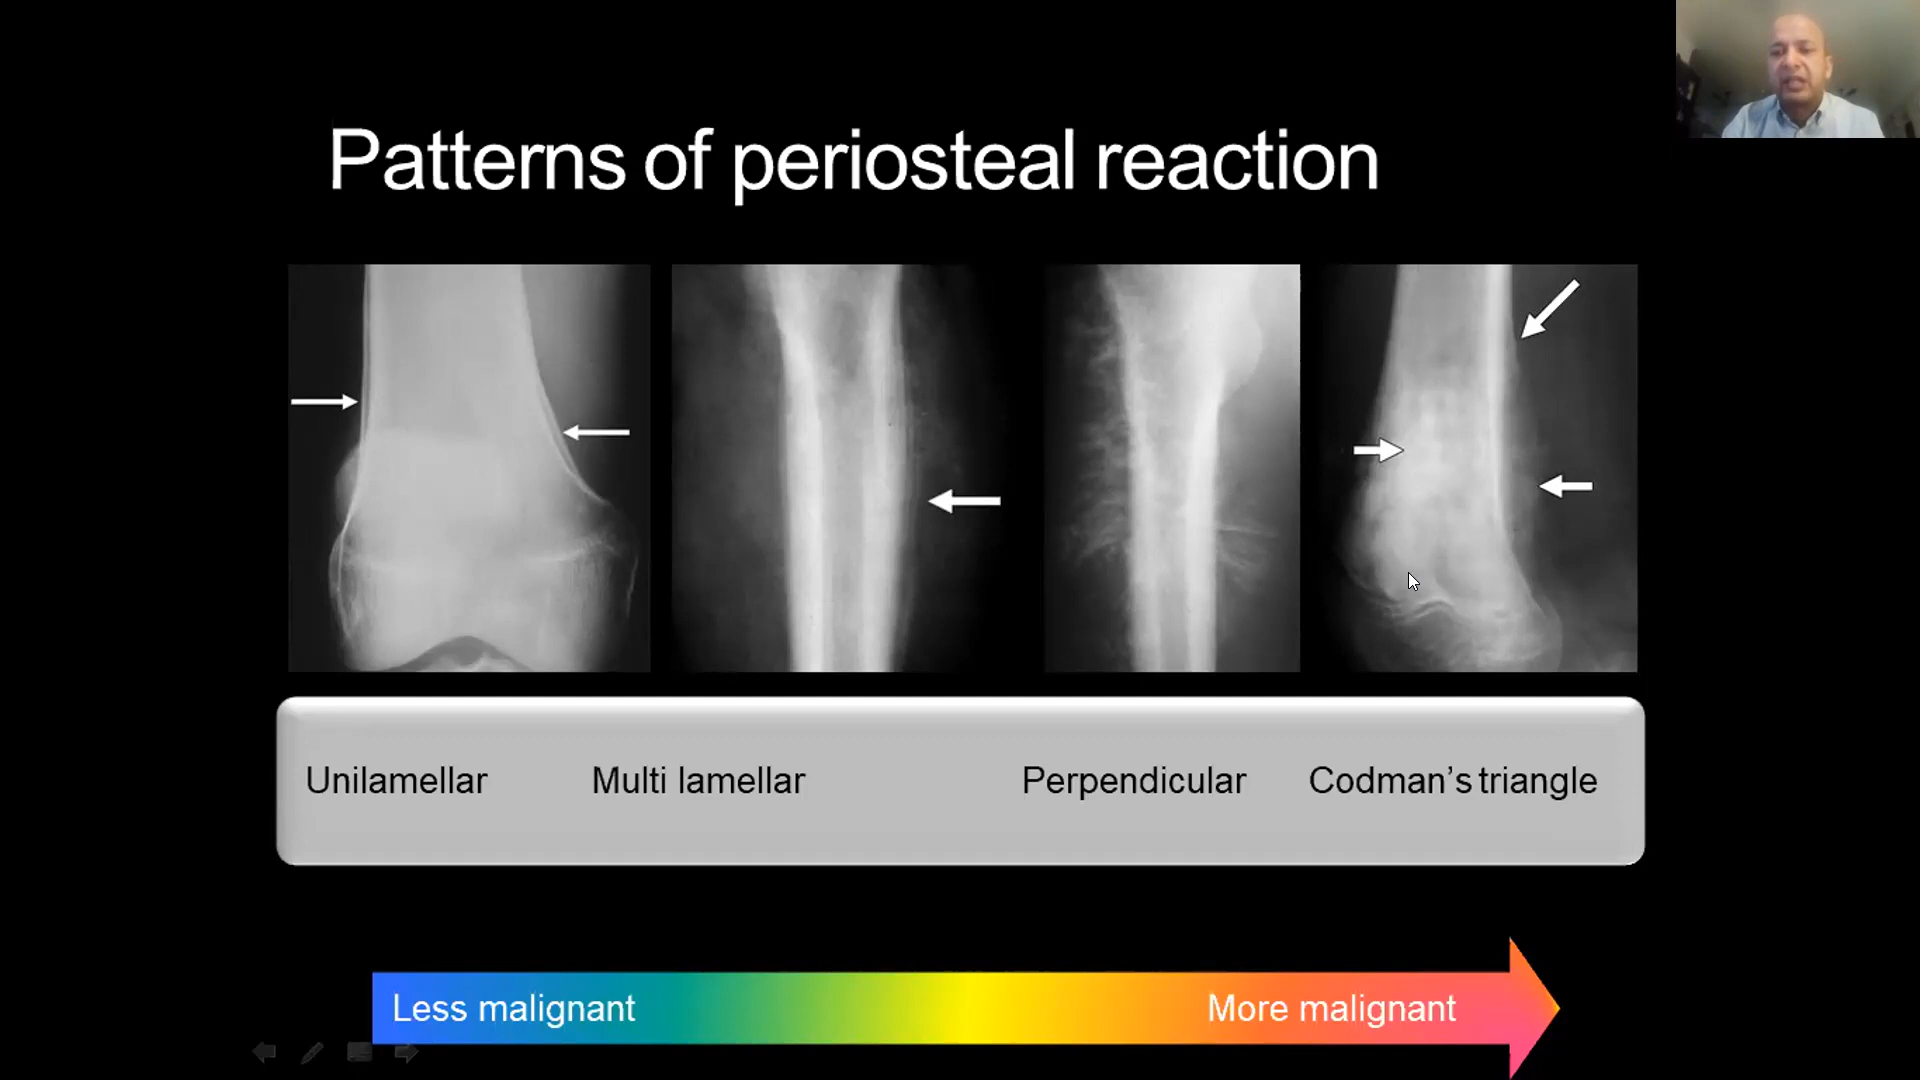 Patterns of periosteal reaction
Unilamellar
Multi lamellar
Perpendicular
Codman's triangle
Less malignant
More malignant